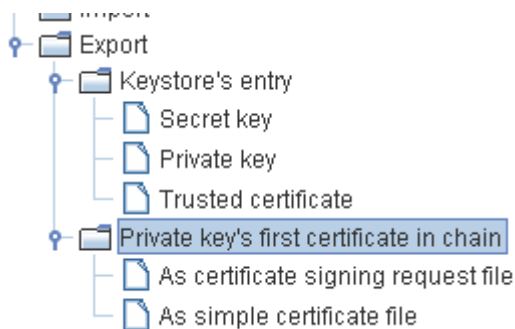 Import
Export
Keystore's entry
Secret key
Private key
Trusted certificate
Private key's first certificate in chain
As certificate signing request file
As simple certificate file